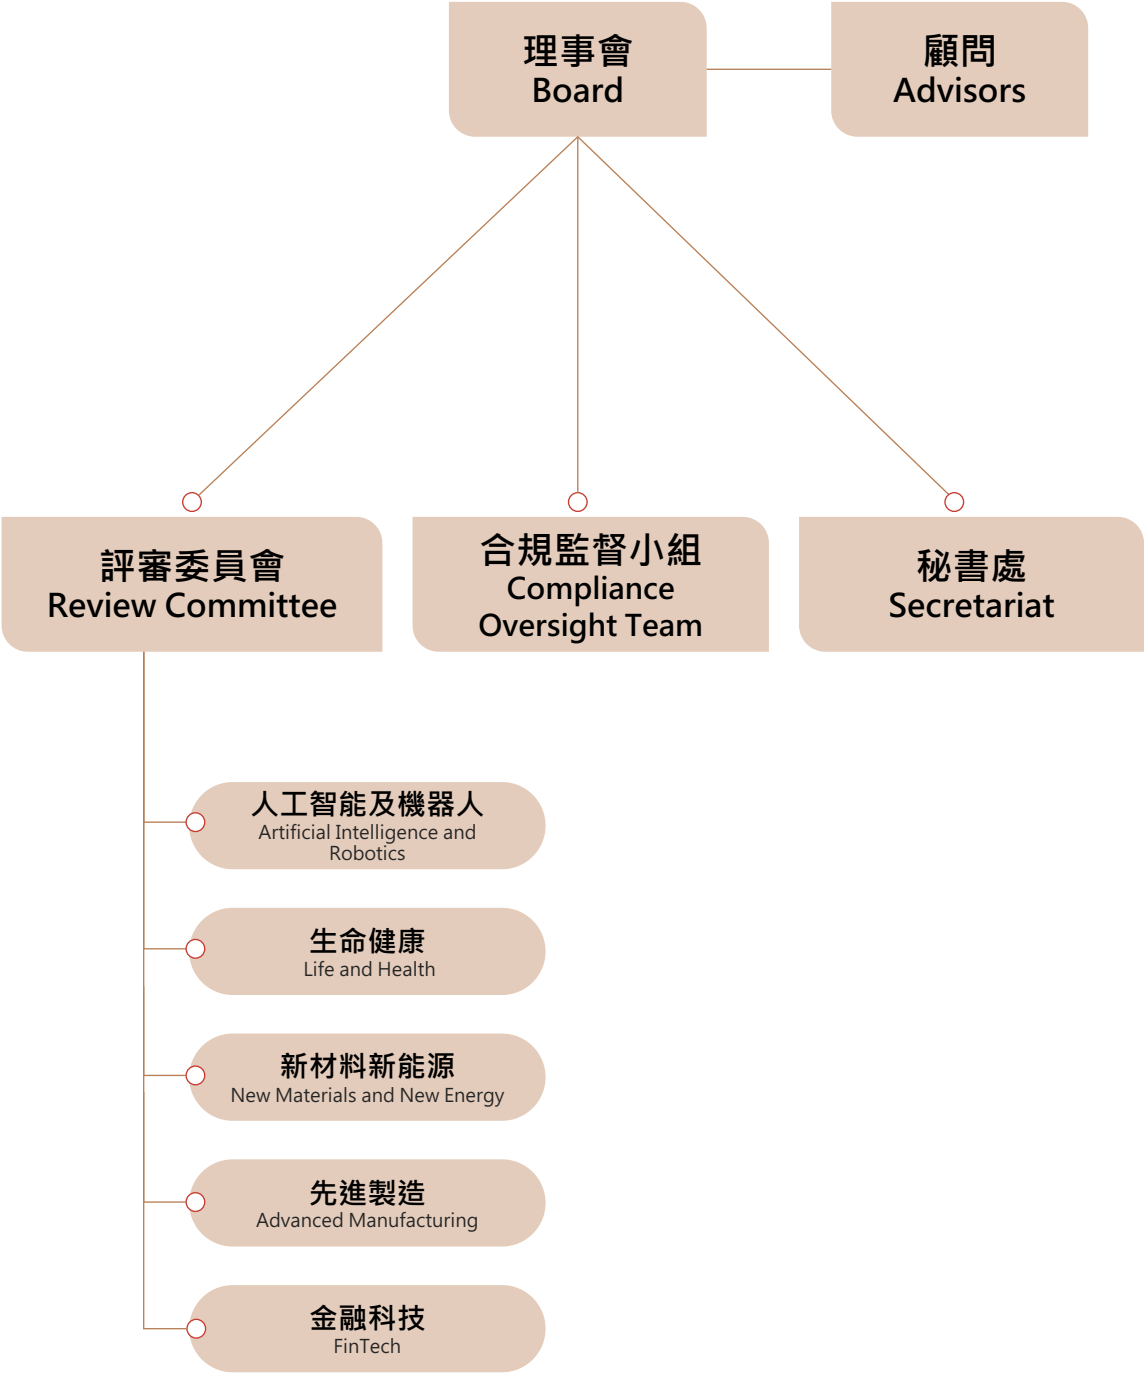 理事會
Board
顧問
Advisors
評審委員會
Review Committee
合規監督小組
Compliance
Oversight Team
秘書處
Secretariat
人工智能及機器人
Artificial Intelligence and
Robotics
生命健康
Life and Health
新材料新能源
New Materials and New Energy
先進製造
Advanced Manufacturing
金融科技
FinTech